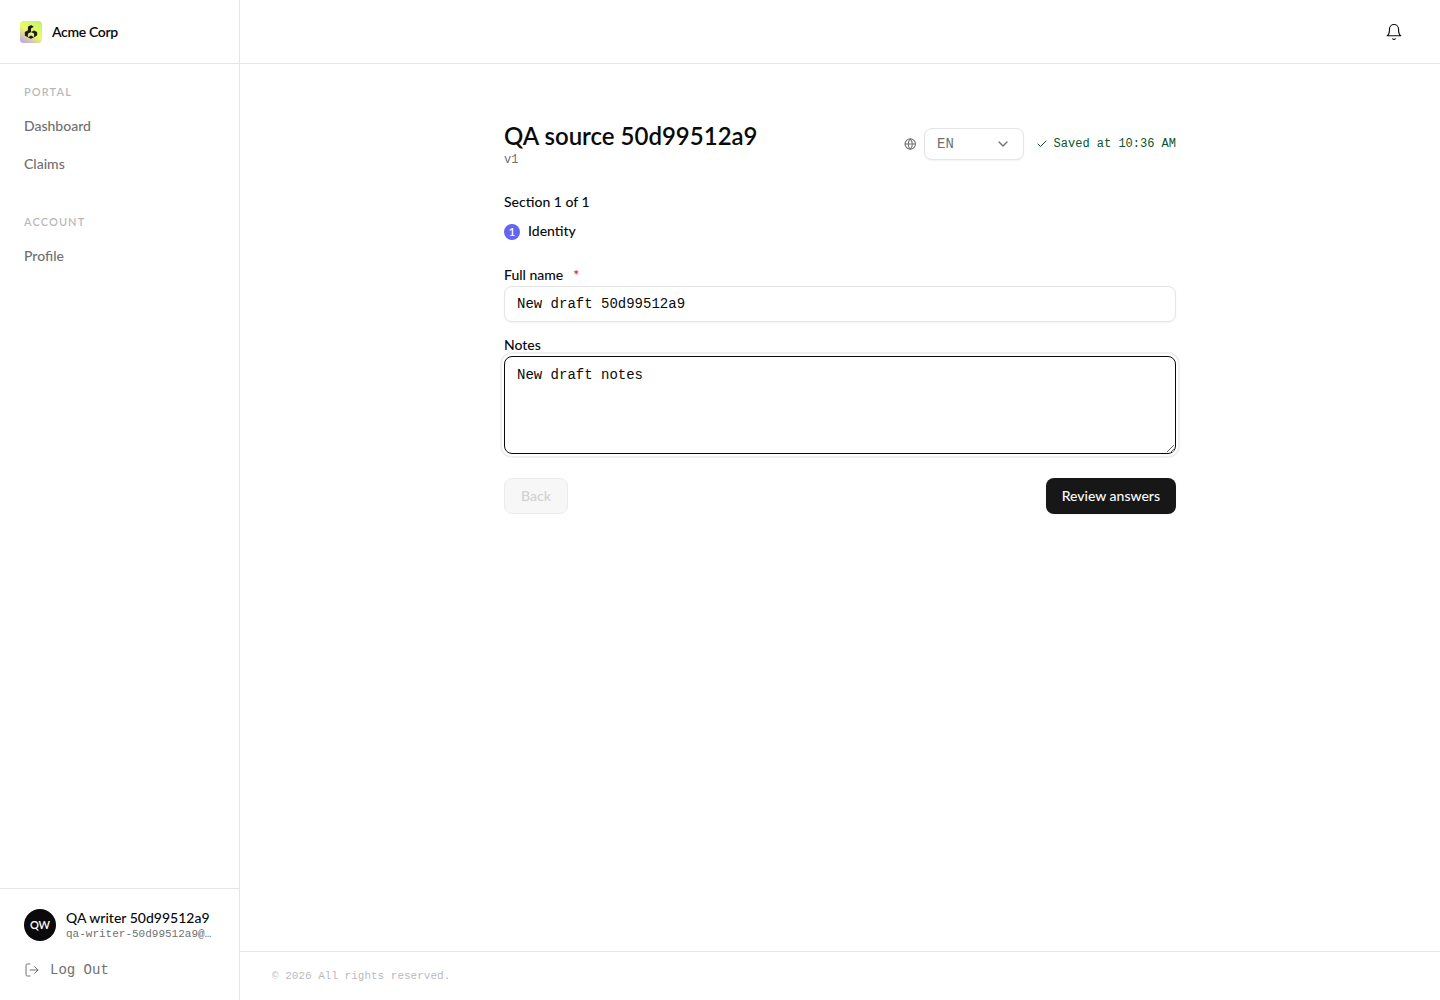 Acme Corp
PORTAL
Dashboard
Claims
ACCOUNT
Profile
QA source 50d99512a9
v1
EN
Saved at 10:36 AM
Section 1 of 1
1 Identity
Full name *
New draft 50d99512a9
Notes
New draft notes
Back
Review answers
QW
QA writer 50d99512a9
qa-writer-50d99512a9@…
Log Out
© 2026 All rights reserved.